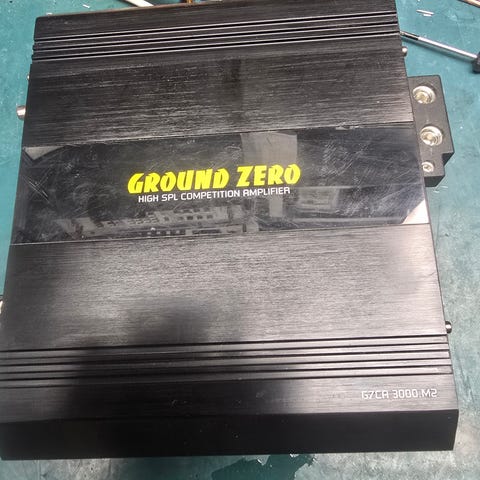 GROUND ZERO
HIGH SPL COMPETITION AMPLIFIER
GZCA 3000.M2